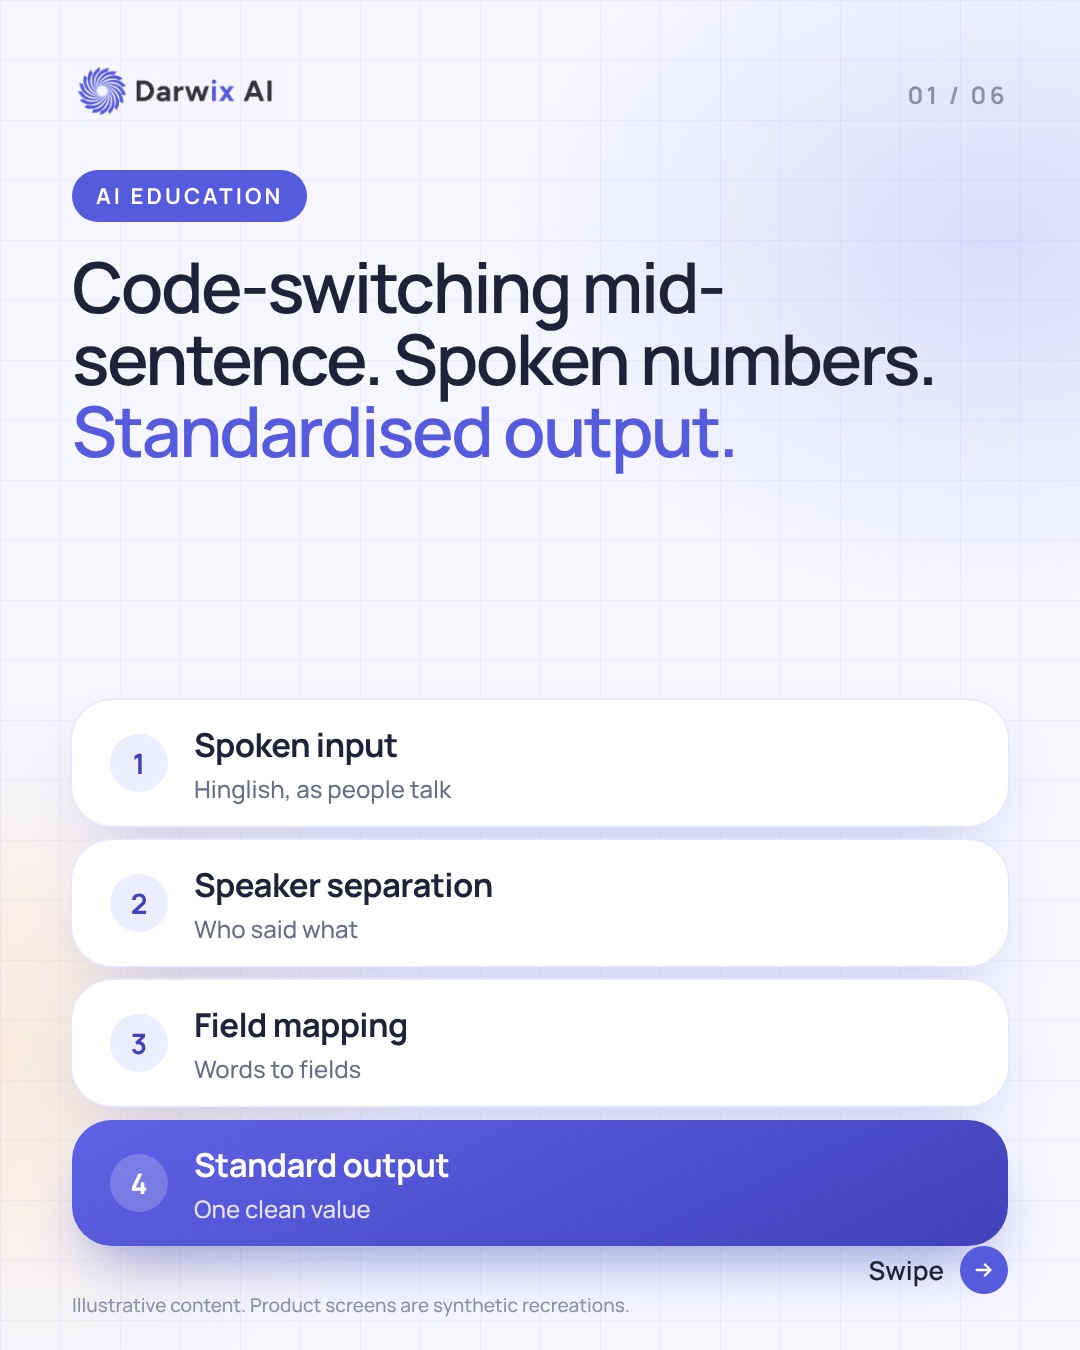 Darwix AI
01 / 06
AI EDUCATION
Code-switching mid-
sentence. Spoken numbers.
Standardised output.
1
Spoken input
Hinglish, as people talk
2
Speaker separation
Who said what
3
Field mapping
Words to fields
4
Standard output
One clean value
Swipe
Illustrative content. Product screens are synthetic recreations.